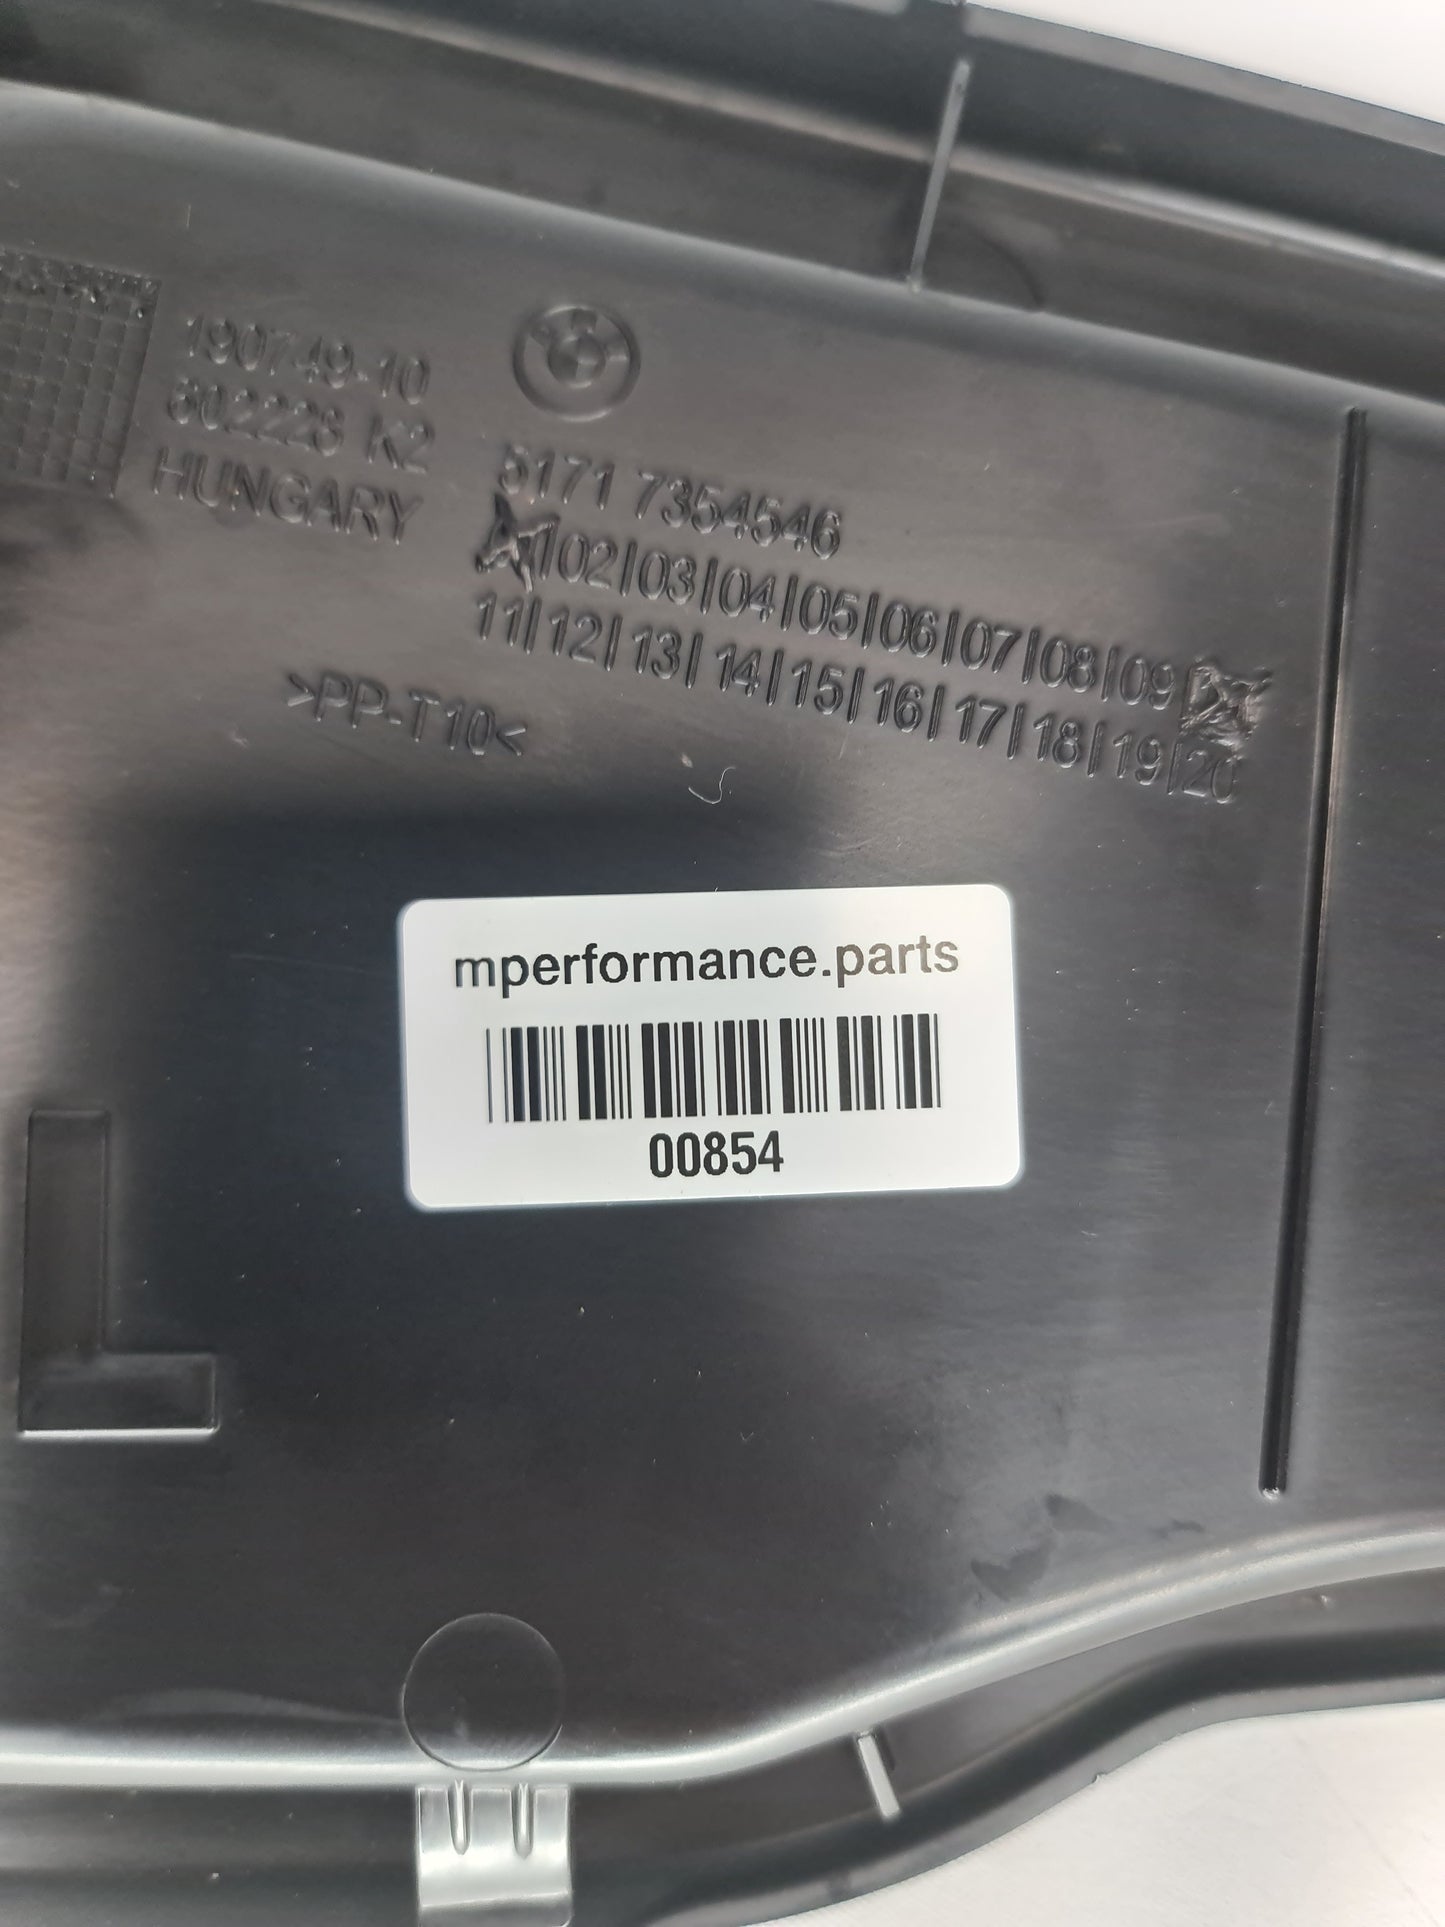 190749-10
802228 K2
HUNGARY
5171 7354546
02|03|04|05|06|07|08|09
11|12|13|14|15|16|17|18|19|20
>PP-T10<
mperformance.parts
00854
L